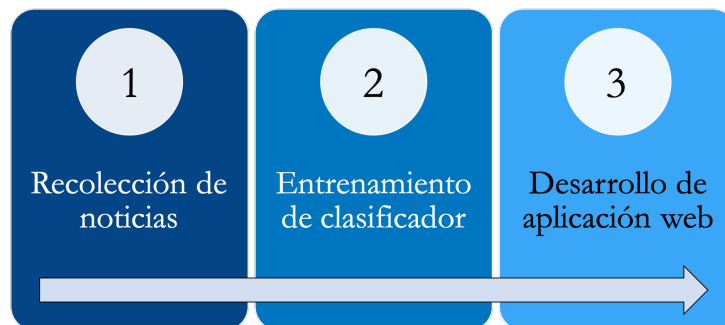 1
Recolección de
noticias
2
Entrenamiento
de clasificador
3
Desarrollo de
aplicación web